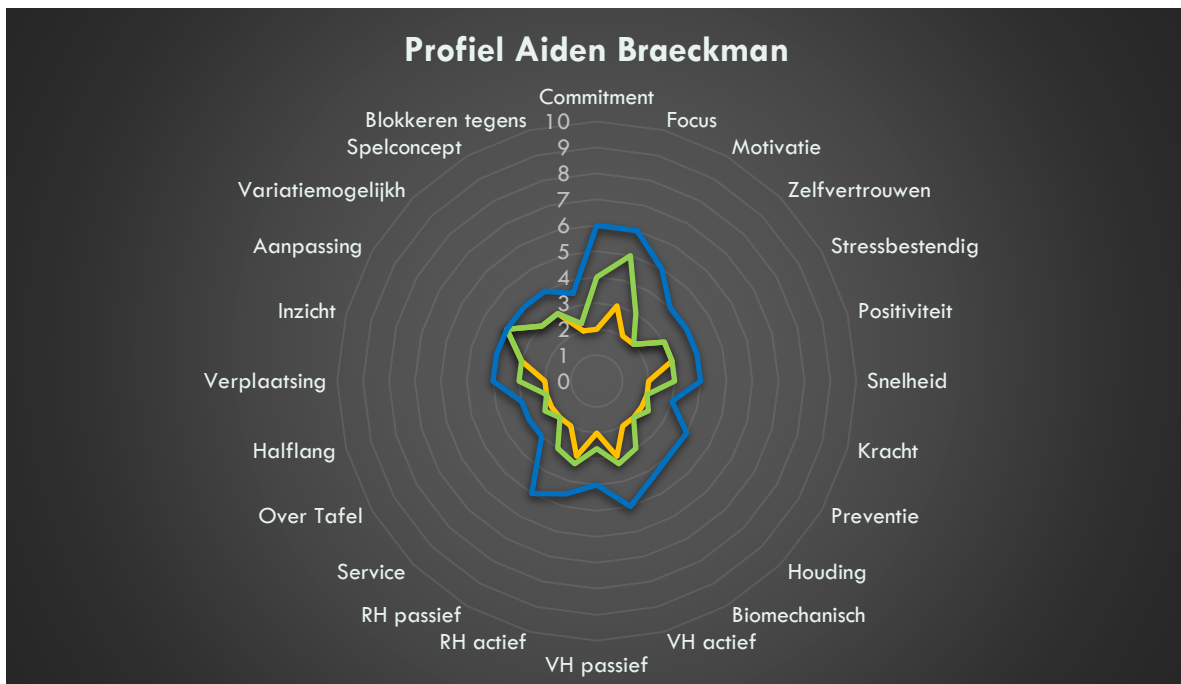 Profiel Aiden Braeckman
Commitment
Focus
Motivatie
Zelfvertrouwen
Stressbestendig
Positiviteit
Snelheid
Kracht
Preventie
Houding
Biomechanisch
VH actief
VH passief
RH actief
RH passief
Service
Over Tafel
Halflang
Verplaatsing
Inzicht
Aanpassing
Variatiemogelijkh
Spelconcept
Blokkeren tegens
10
9
8
7
6
5
4
3
2
1
0